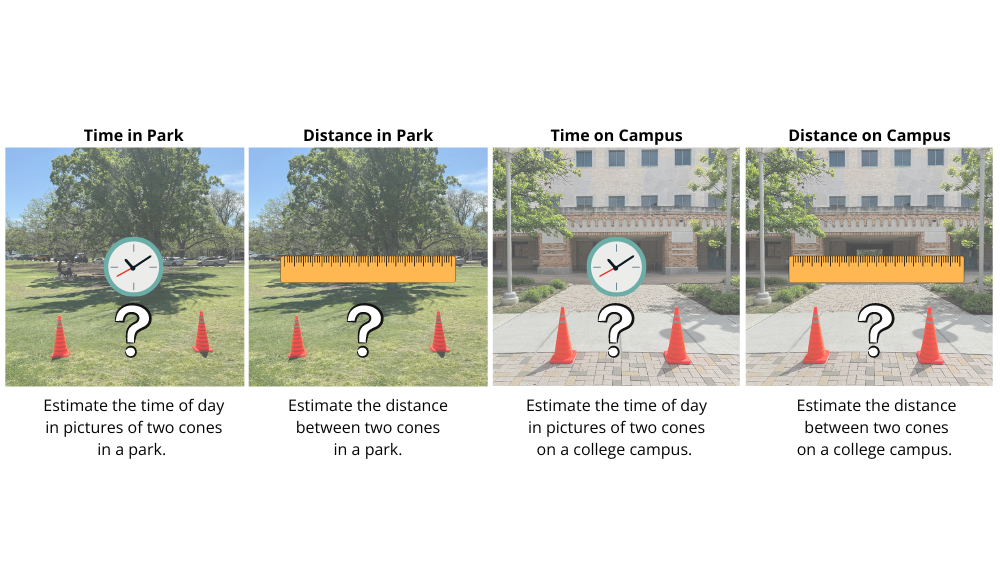 Time in Park
Distance in Park
Time on Campus
Distance on Campus
?
?
?
?
Estimate the time of day
in pictures of two cones
in a park.
Estimate the distance
between two cones
in a park.
Estimate the time of day
in pictures of two cones
on a college campus.
Estimate the distance
between two cones
on a college campus.